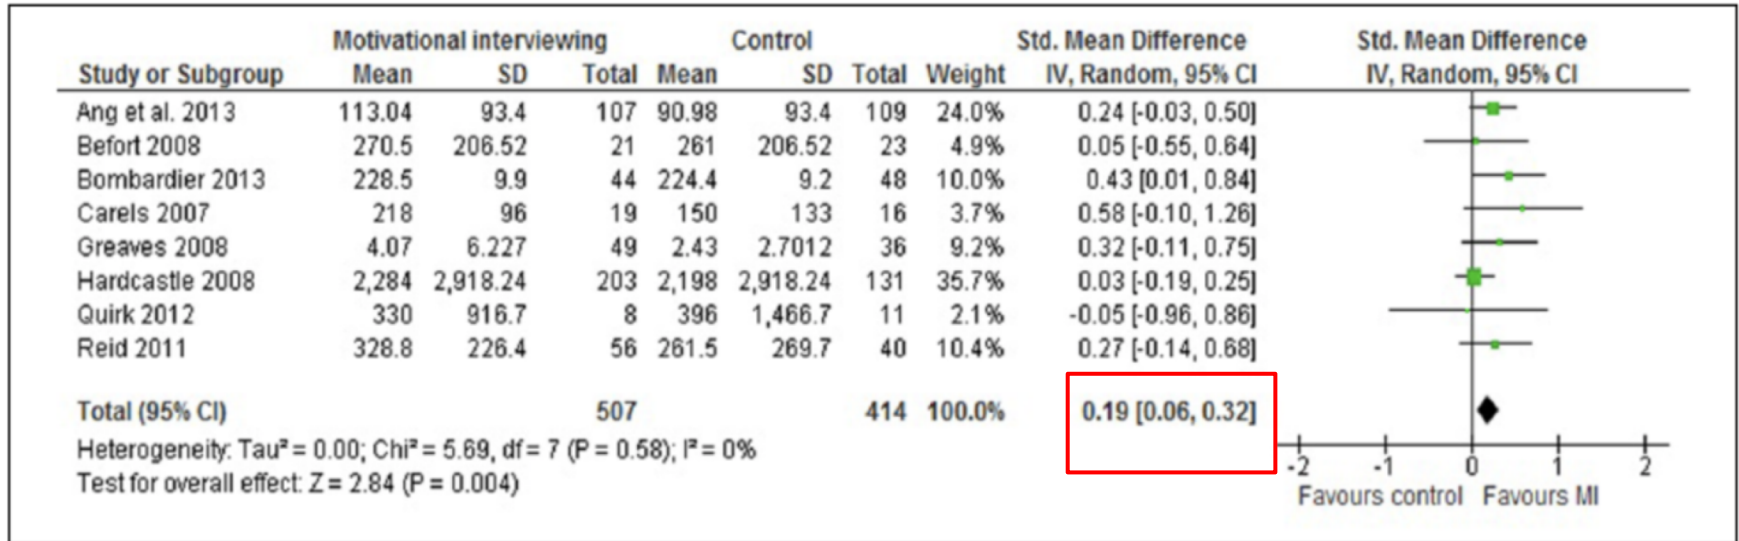 Motivational interviewing Control Std. Mean Difference Std. Mean Difference
Study or Subgroup Mean SD Total Mean SD Total Weight IV, Random, 95% CI IV, Random, 95% CI
Ang et al. 2013 113.04 93.4 107 90.98 93.4 109 24.0% 0.24 [-0.03, 0.50]
Befort 2008 270.5 206.52 21 261 206.52 23 4.9% 0.05 [-0.55, 0.64]
Bombardier 2013 228.5 9.9 44 224.4 9.2 48 10.0% 0.43 [0.01, 0.84]
Carels 2007 218 96 19 150 133 16 3.7% 0.58 [-0.10, 1.26]
Greaves 2008 4.07 6.227 49 2.43 2.7012 36 9.2% 0.32 [-0.11, 0.75]
Hardcastle 2008 2,284 2,918.24 203 2,198 2,918.24 131 35.7% 0.03 [-0.19, 0.25]
Quirk 2012 330 916.7 8 396 1,466.7 11 2.1% -0.05 [-0.96, 0.86]
Reid 2011 328.8 226.4 56 261.5 269.7 40 10.4% 0.27 [-0.14, 0.68]
Total (95% CI) 507 414 100.0% 0.19 [0.06, 0.32]
Heterogeneity: Tau² = 0.00; Chi² = 5.69, df = 7 (P = 0.58); I² = 0%
Test for overall effect: Z = 2.84 (P = 0.004)
-2 -1 0 1 2
Favours control Favours MI